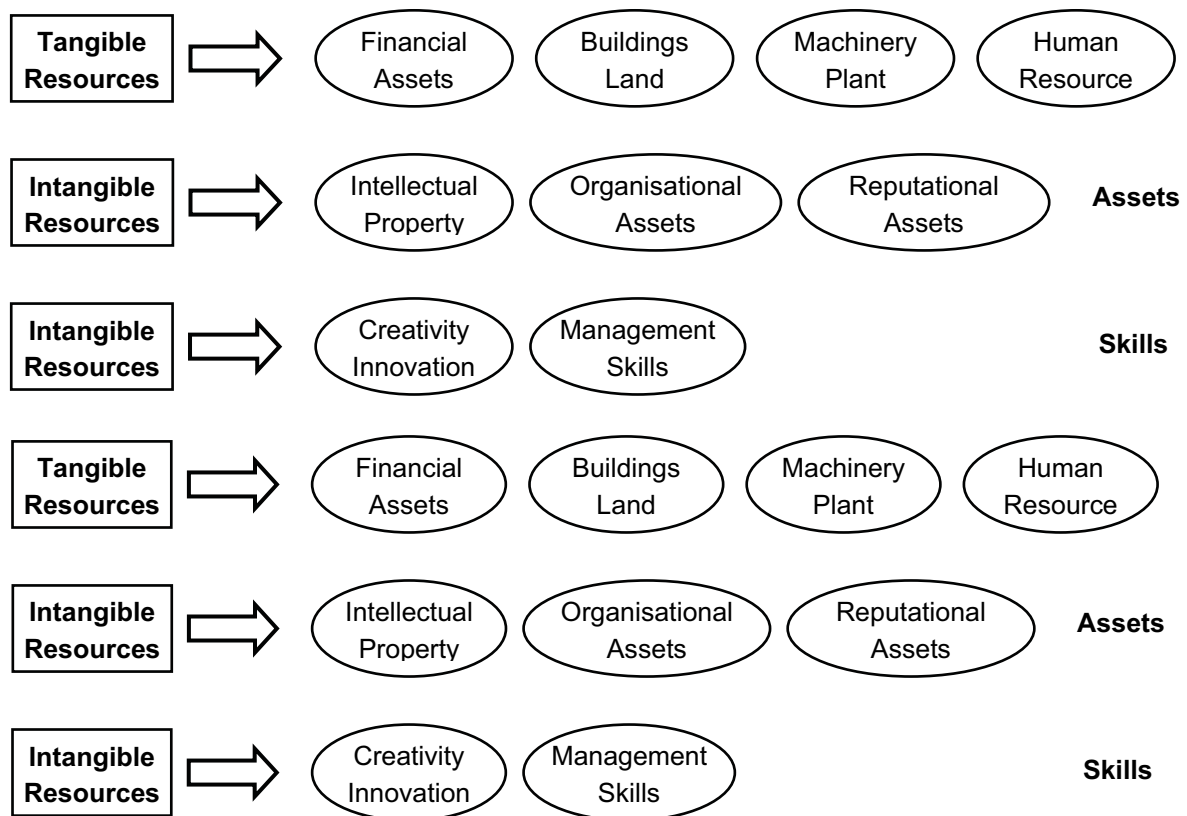 Tangible
Resources
Financial
Assets
Buildings
Land
Machinery
Plant
Human
Resource
Intangible
Resources
Intellectual
Property
Organisational
Assets
Reputational
Assets
Assets
Intangible
Resources
Creativity
Innovation
Management
Skills
Skills
Tangible
Resources
Financial
Assets
Buildings
Land
Machinery
Plant
Human
Resource
Intangible
Resources
Intellectual
Property
Organisational
Assets
Reputational
Assets
Assets
Intangible
Resources
Creativity
Innovation
Management
Skills
Skills